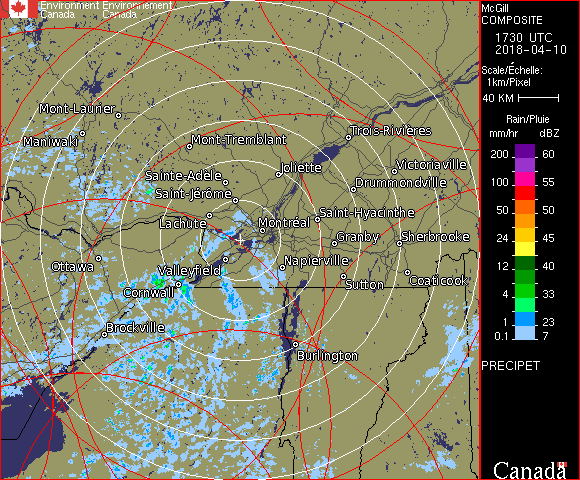 Environment Environnement
Canada Canada
McGill
COMPOSITE
1730 UTC
2018-04-10
Scale/Échelle:
1km/Pixel
40 KM
Rain/Pluie
mm/hr dBZ
200 60
100 55
50 50
24 45
12 40
4 33
1 23
0.1 7
PRECIPET
Canada
Mont-Laurier
Maniwaki
Mont-Tremblant
Trois-Rivières
Joliette
Victoriaville
Sainte-Adèle
Drummondville
Saint-Jérôme
Lachute
Saint-Hyacinthe
Montréal
Granby
Sherbrooke
Ottawa
Valleyfield
Napierville
Sutton
Coaticook
Cornwall
Brockville
Burlington